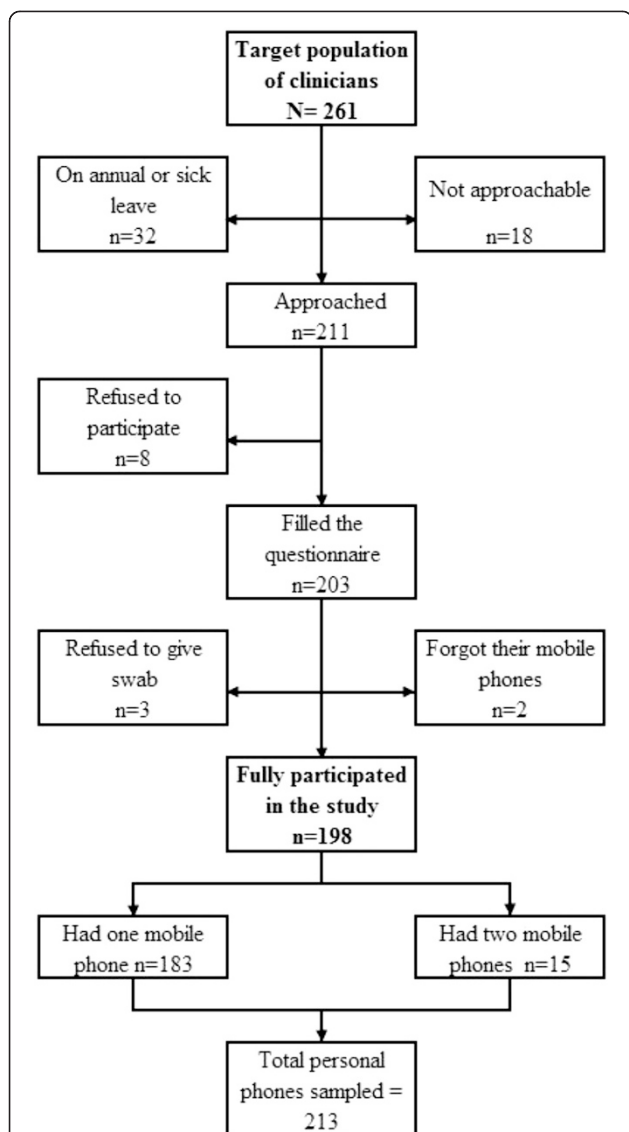 Target population
of clinicians
N= 261
On annual or sick
leave
n=32
Not approachable
n=18
Approached
n=211
Refused to
participate
n=8
Filled the
questionnaire
n=203
Refused to give
swab
n=3
Forgot their mobile
phones
n=2
Fully participated
in the study
n=198
Had one mobile
phone n=183
Had two mobile
phones n=15
Total personal
phones sampled =
213